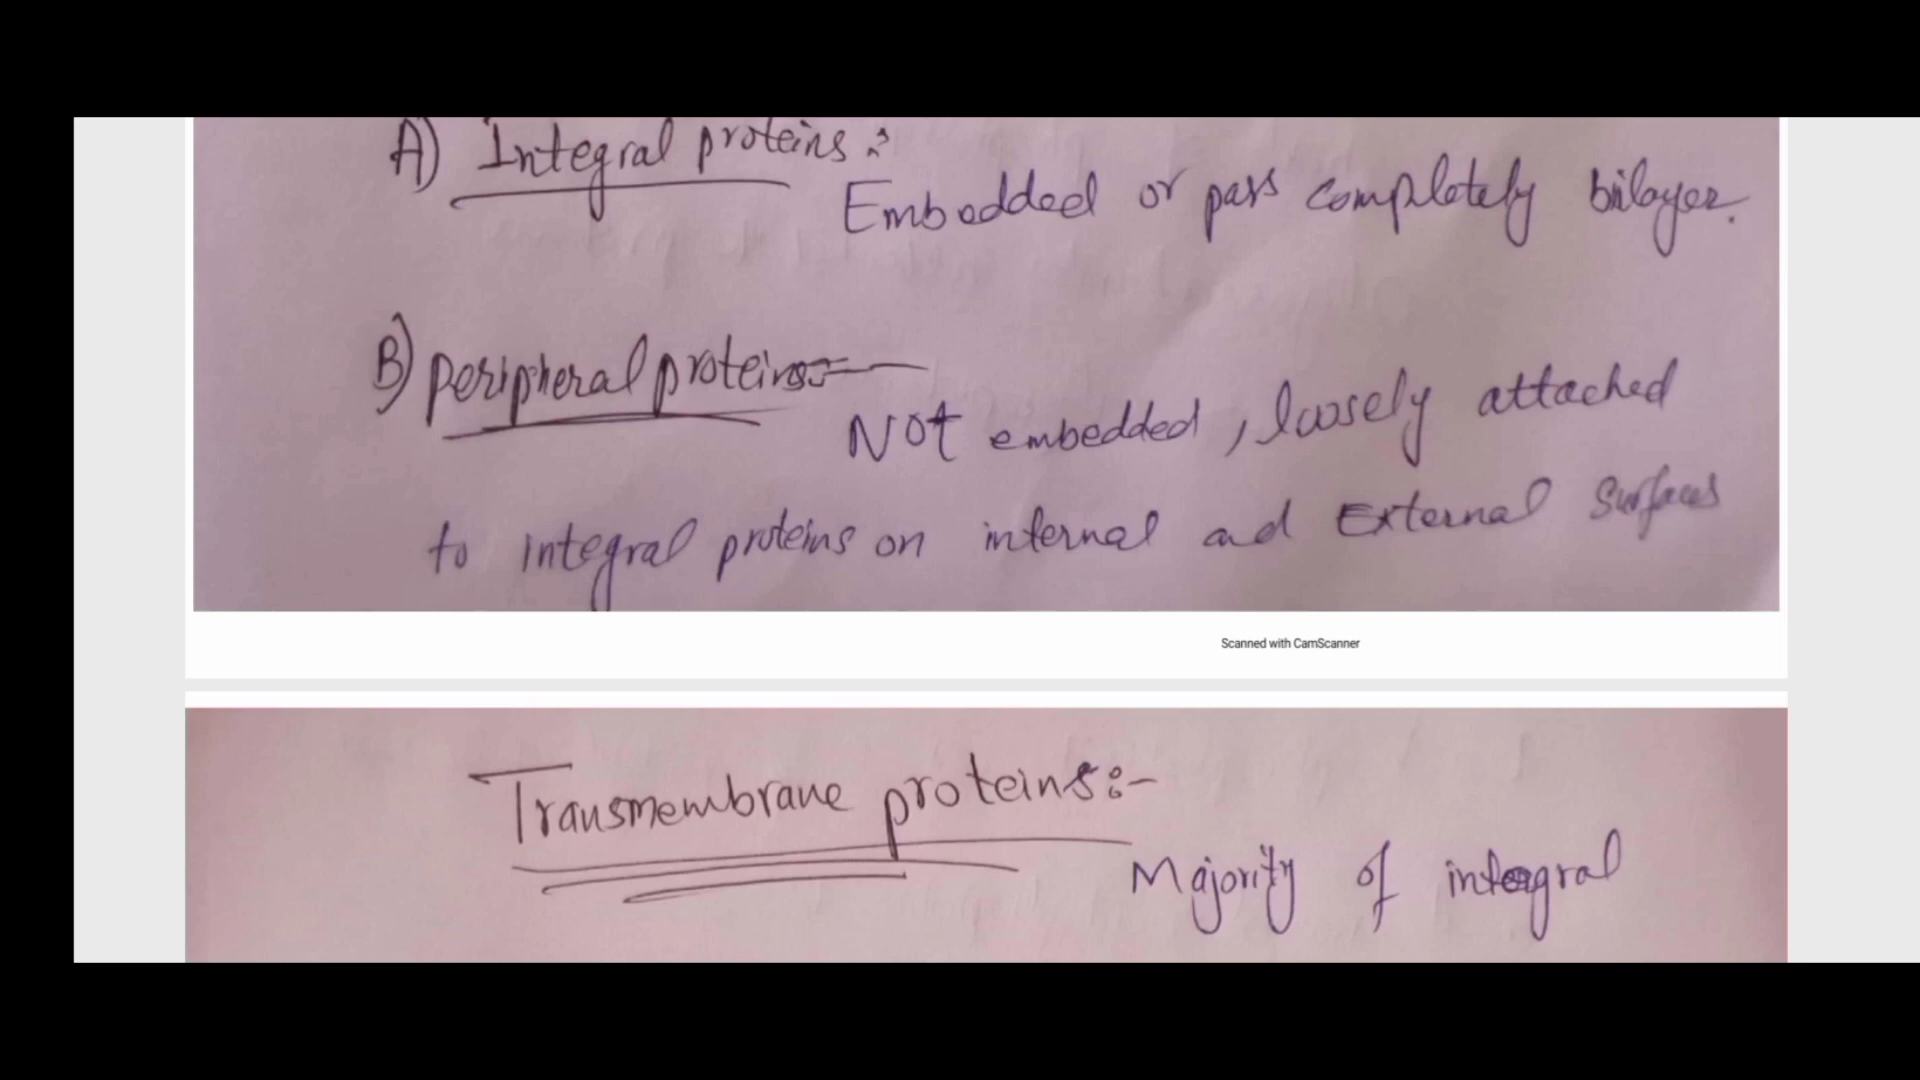 A) Integral proteins :
Embedded or pass completely bilayer.
B) Peripheral proteins:-
Not embedded, loosely attached
to integral proteins on internal and External surfaces
Scanned with CamScanner
Transmembrane proteins:-
Majority of integral